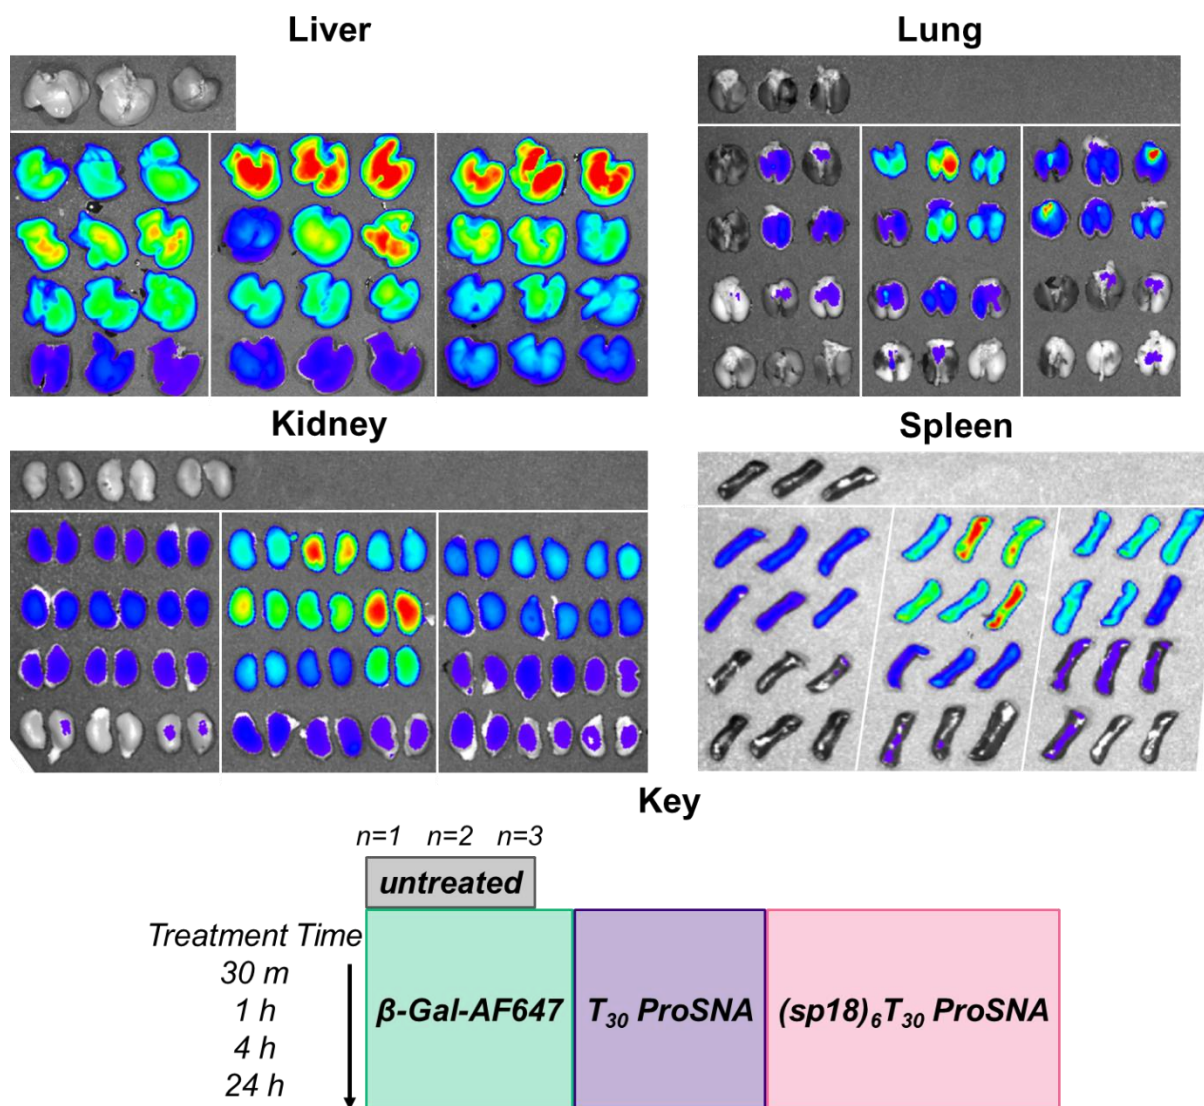 Liver
Lung
Kidney
Spleen
Key
n=1 n=2 n=3
untreated
Treatment Time
30 m
1 h
4 h
24 h
β-Gal-AF647
T₃₀ ProSNA
(sp18)₆T₃₀ ProSNA